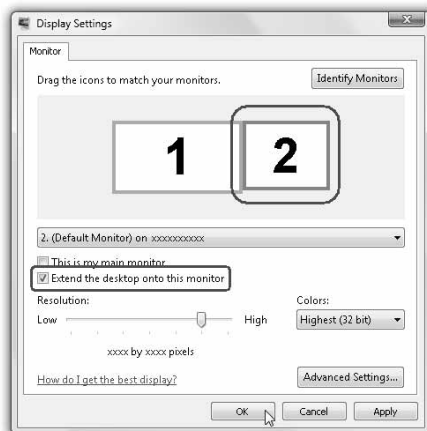 Display Settings
Monitor
Drag the icons to match your monitors.
Identify Monitors
1
2
2. (Default Monitor) on xxxxxxxxxx
This is my main monitor
Extend the desktop onto this monitor
Resolution:
Colors:
Low
High
Highest (32 bit)
xxxx by xxxx pixels
How do I get the best display?
Advanced Settings...
OK
Cancel
Apply